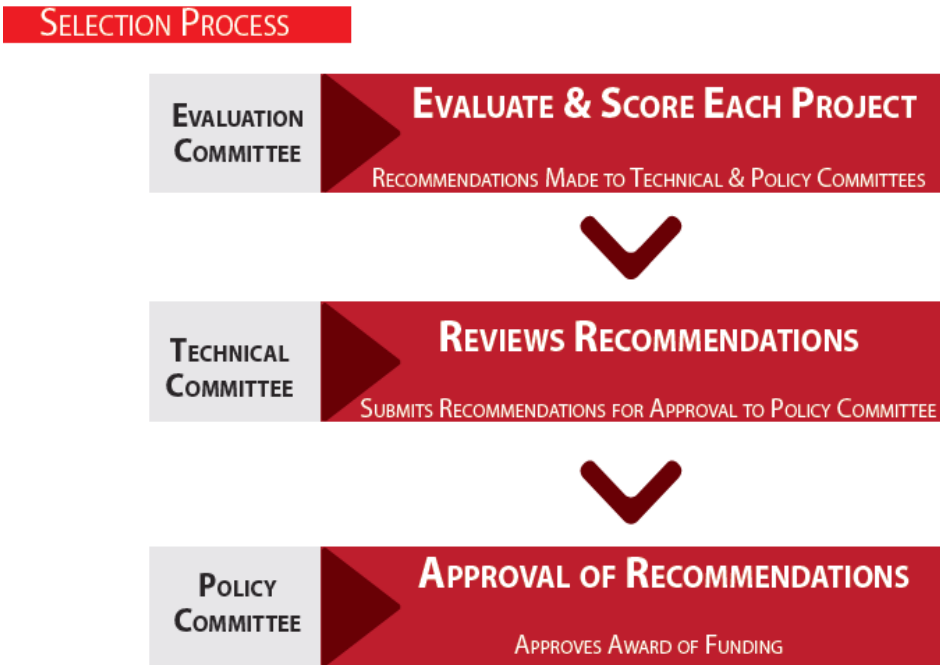 Selection Process
Evaluation
Committee
Evaluate & Score Each Project
Recommendations Made to Technical & Policy Committees
Technical
Committee
Reviews Recommendations
Submits Recommendations for Approval to Policy Committee
Policy
Committee
Approval of Recommendations
Approves Award of Funding